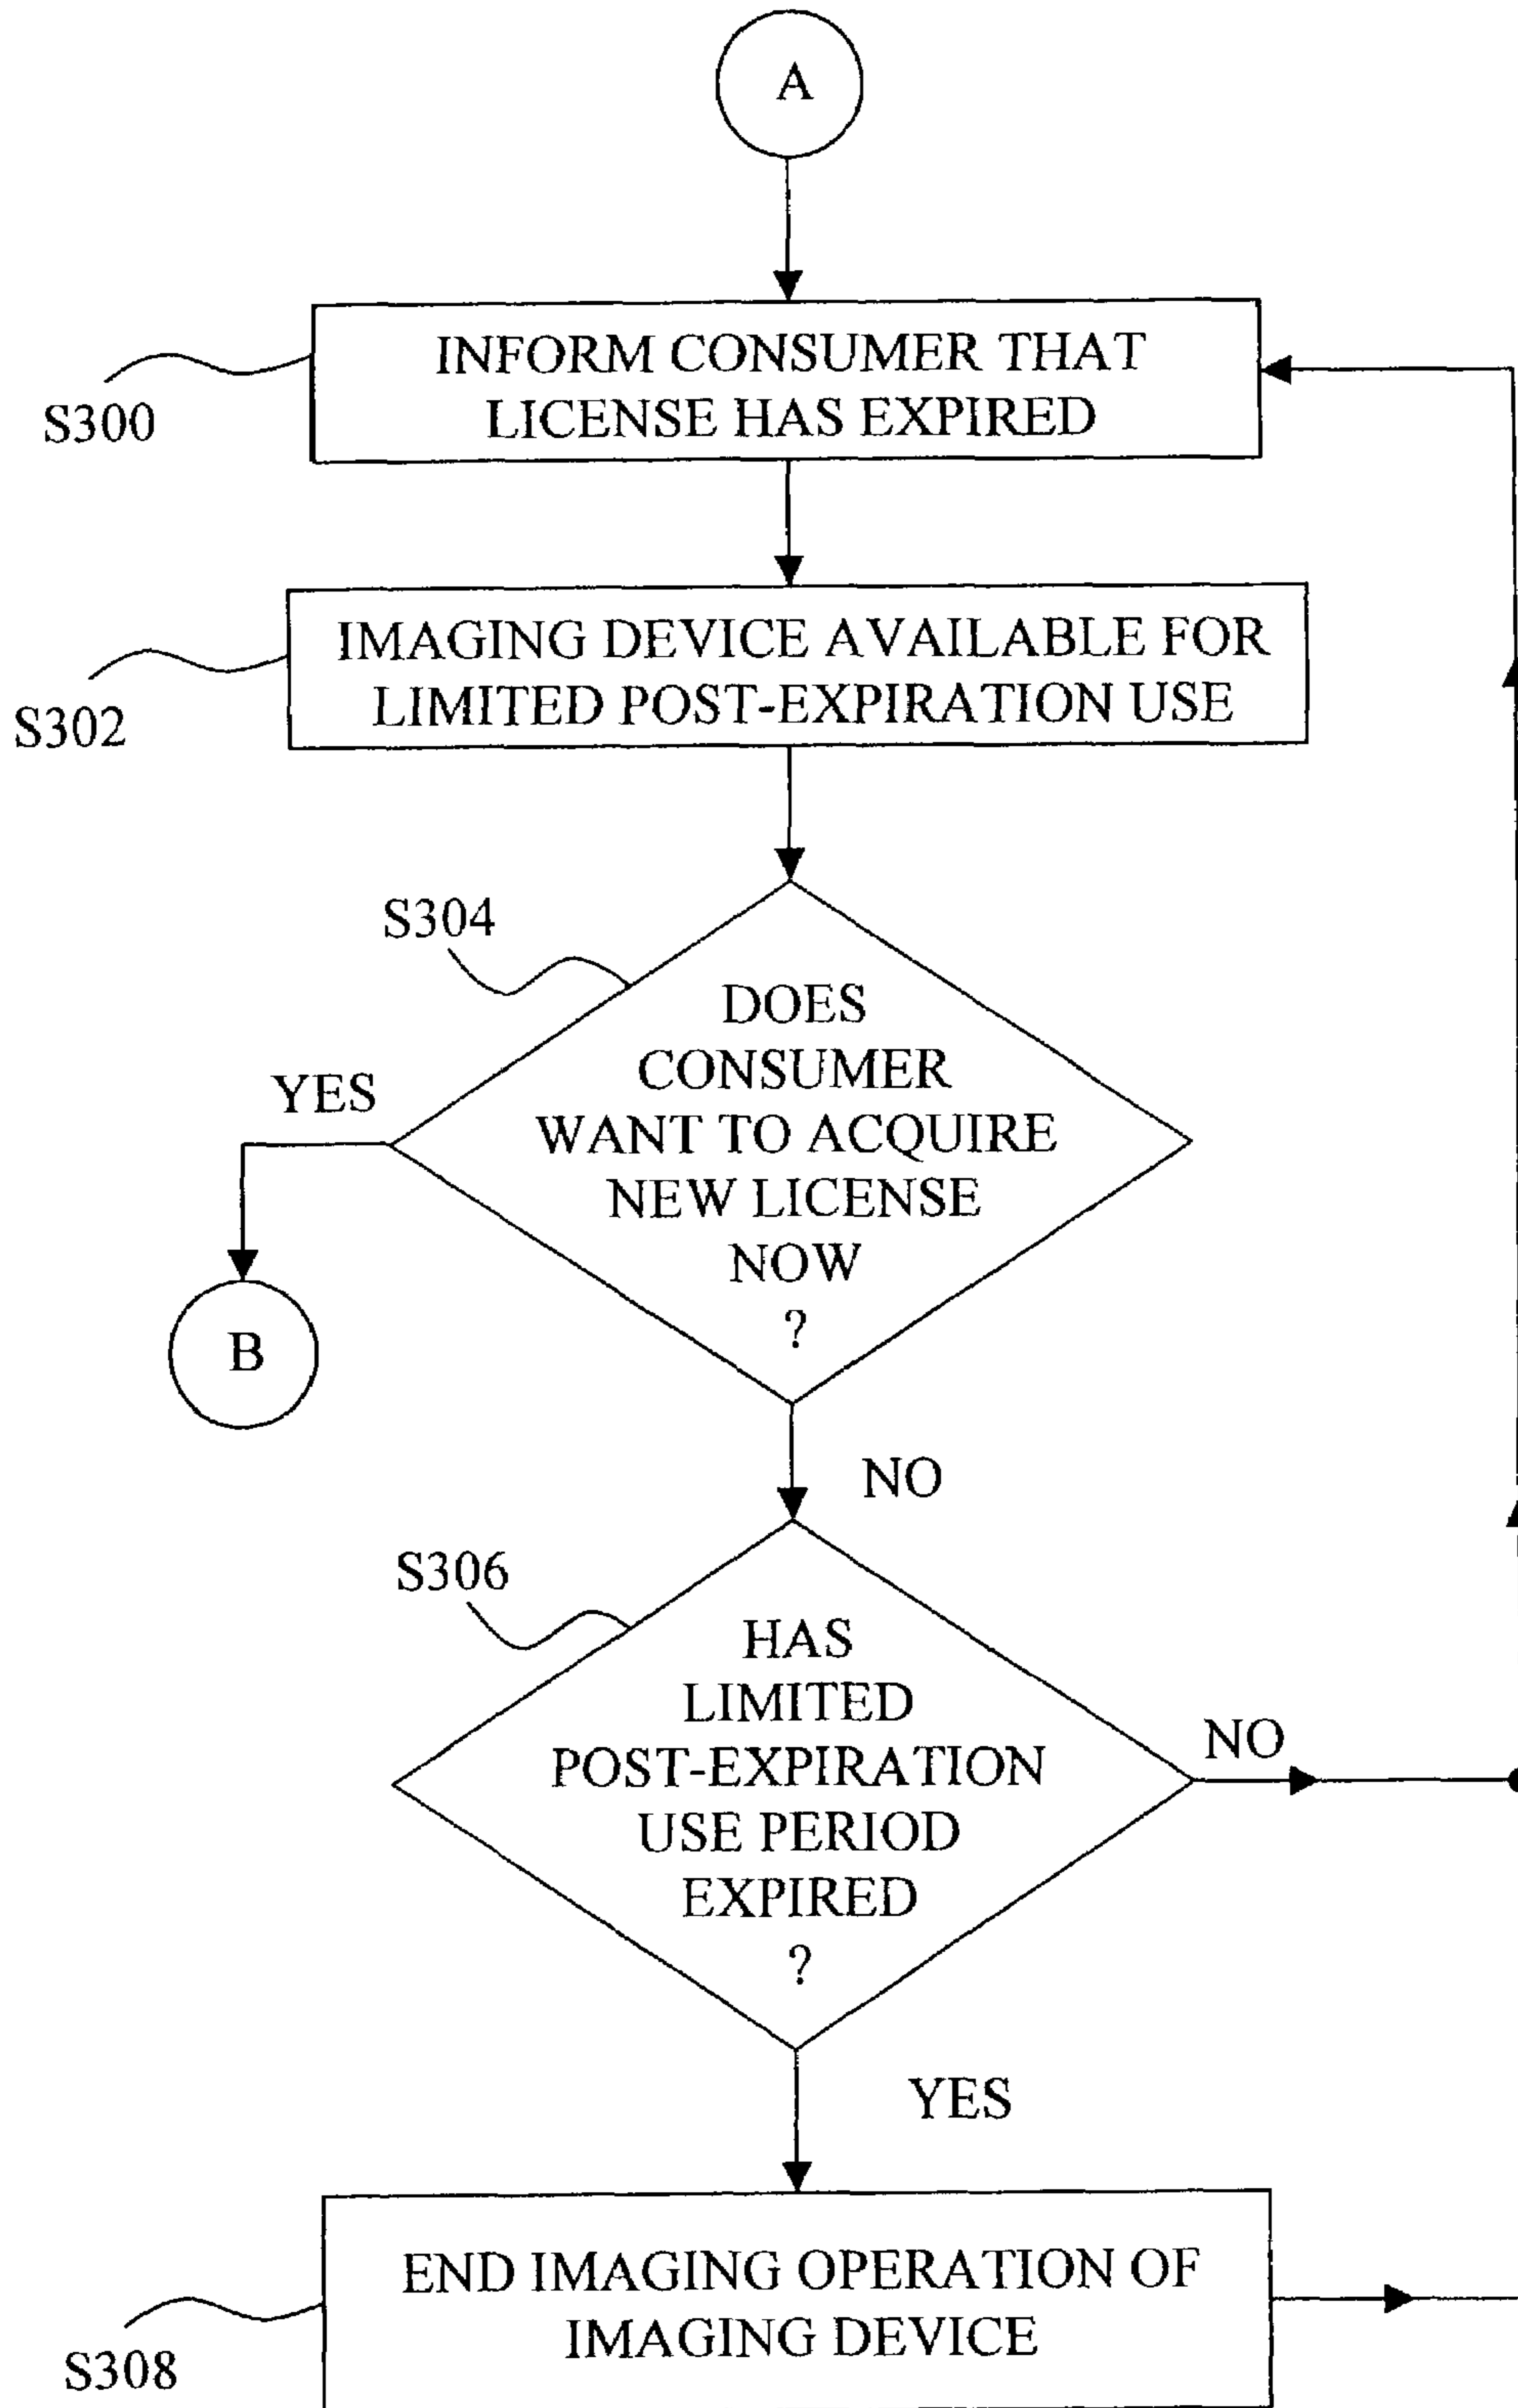 A
INFORM CONSUMER THAT
LICENSE HAS EXPIRED
S300
IMAGING DEVICE AVAILABLE FOR
LIMITED POST-EXPIRATION USE
S302
S304
DOES
CONSUMER
WANT TO ACQUIRE
NEW LICENSE
NOW
?
YES
B
NO
S306
HAS
LIMITED
POST-EXPIRATION
USE PERIOD
EXPIRED
?
NO
YES
END IMAGING OPERATION OF
IMAGING DEVICE
S308